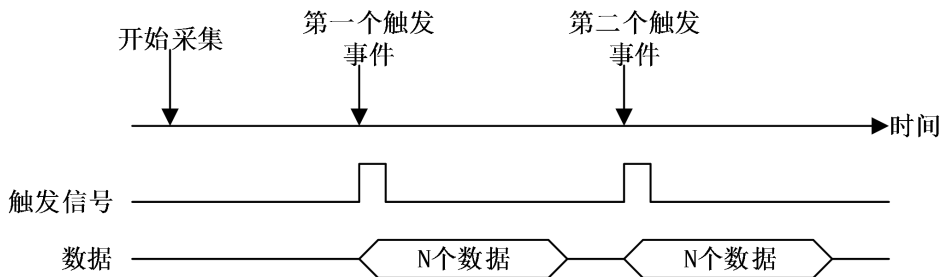 开始采集
第一个触发
事件
第二个触发
事件
时间
触发信号
数据
N个数据
N个数据